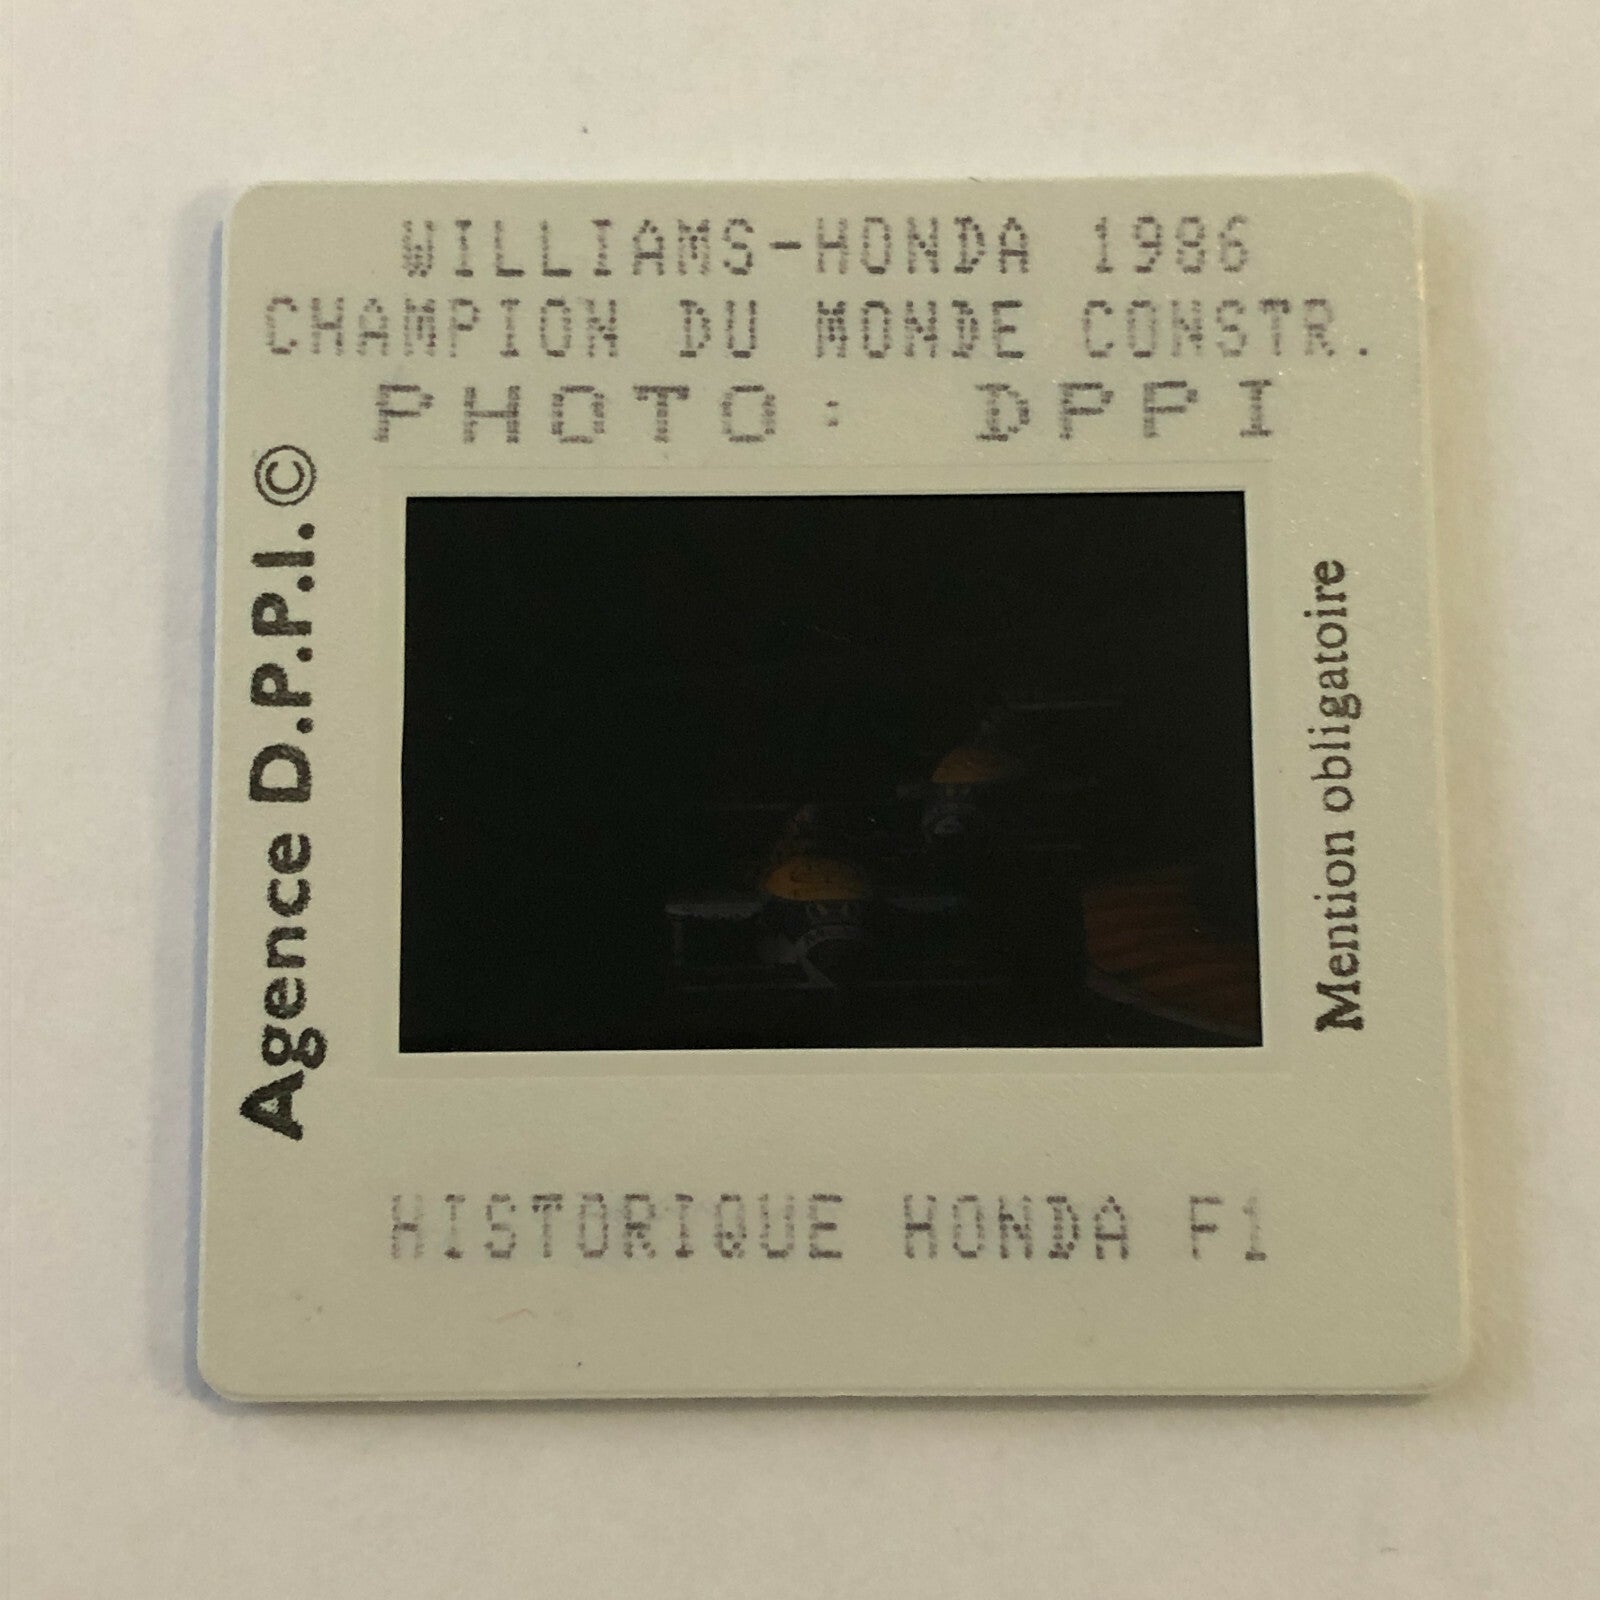 WILLIAMS-HONDA 1986
CHAMPION DU MONDE CONSTR.
PHOTO: DPPI
Agence D.P.P.I.©
Mention obligatoire
HISTORIQUE HONDA F1